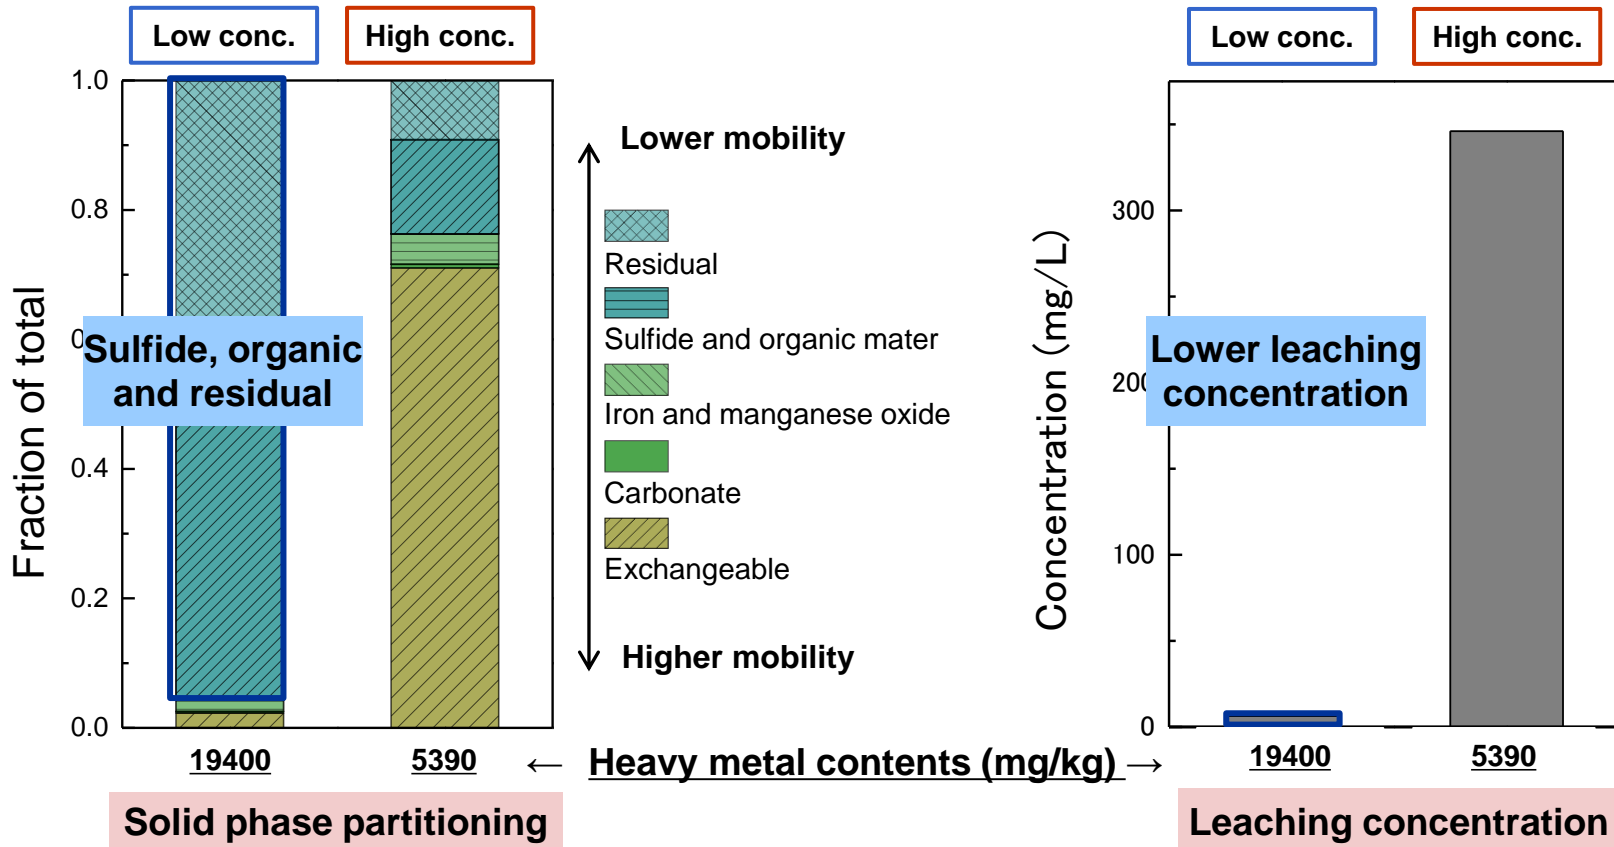 Low conc.
High conc.
Low conc.
High conc.
1.0
0.8
0.4
0.2
0.0
Fraction of total
Sulfide, organic
and residual
19400
5390
Solid phase partitioning
Lower mobility
Residual
Sulfide and organic mater
Iron and manganese oxide
Carbonate
Exchangeable
Higher mobility
← Heavy metal contents (mg/kg) →
Concentration (mg/L)
300
100
0
Lower leaching
concentration
19400
5390
Leaching concentration